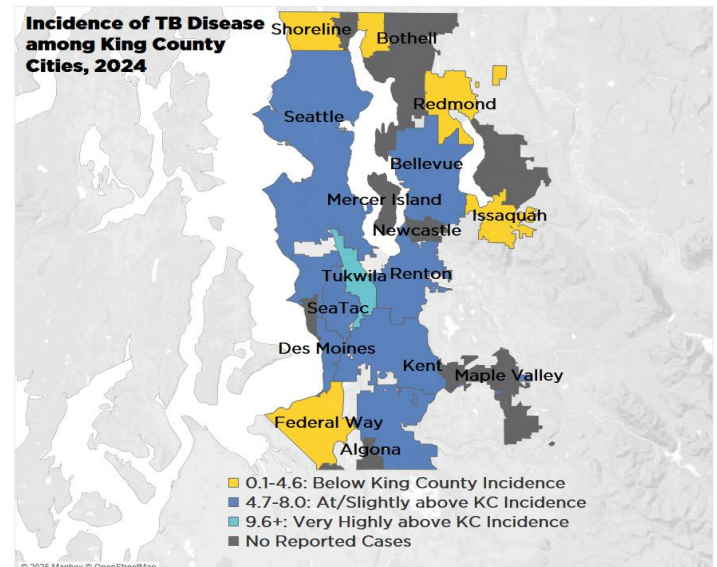 Incidence of TB Disease
among King County
Cities, 2024
Shoreline
Bothell
Redmond
Seattle
Bellevue
Mercer Island
Issaquah
Newcastle
Tukwila
Renton
SeaTac
Des Moines
Kent
Maple Valley
Federal Way
Algona
0.1-4.6: Below King County Incidence
4.7-8.0: At/Slightly above KC Incidence
9.6+: Very Highly above KC Incidence
No Reported Cases
© 2025 Mapbox © OpenStreetMap